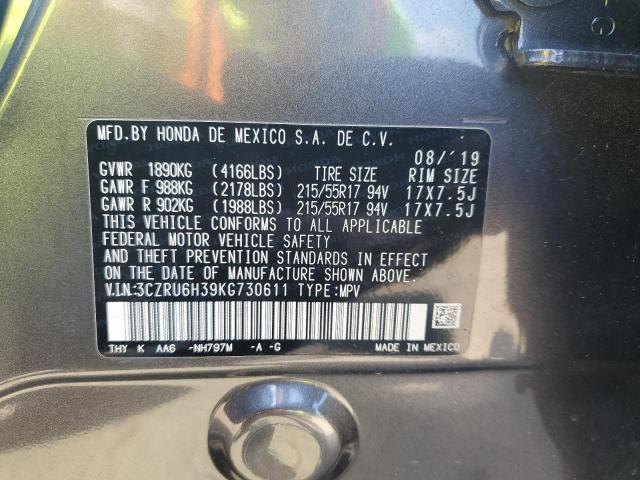 MFD.BY HONDA DE MEXICO S.A. DE C.V.
08/'19
GVWR 1890KG (4166LBS) TIRE SIZE RIM SIZE
GAWR F 988KG (2178LBS) 215/55R17 94V 17X7.5J
GAWR R 902KG (1988LBS) 215/55R17 94V 17X7.5J
THIS VEHICLE CONFORMS TO ALL APPLICABLE
FEDERAL MOTOR VEHICLE SAFETY
AND THEFT PREVENTION STANDARDS IN EFFECT
ON THE DATE OF MANUFACTURE SHOWN ABOVE.
V.I.N:3CZRU6H39KG730611 TYPE:MPV
THY K AA6 -NH797M -A -G
MADE IN MEXICO